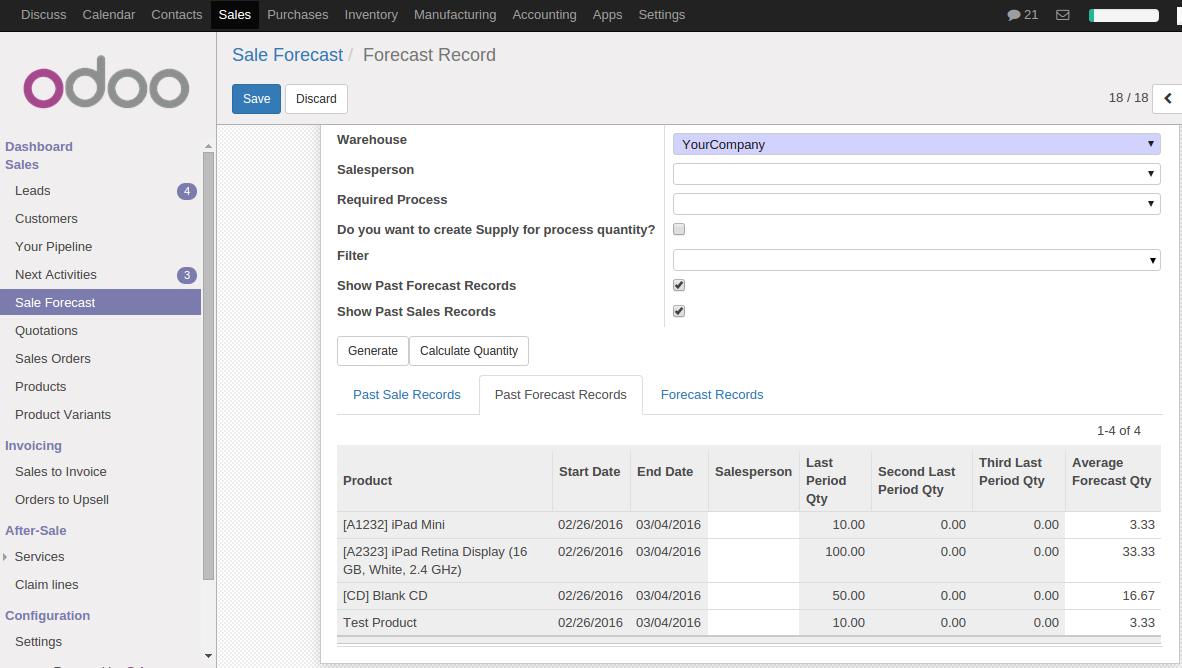 Discuss Calendar Contacts Sales Purchases Inventory Manufacturing Accounting Apps Settings 21
odoo
Sale Forecast / Forecast Record
Save Discard 18 / 18
Dashboard
Sales
Leads 4
Customers
Your Pipeline
Next Activities 3
Sale Forecast
Quotations
Sales Orders
Products
Product Variants
Invoicing
Sales to Invoice
Orders to Upsell
After-Sale
Services
Claim lines
Configuration
Settings
Warehouse YourCompany
Salesperson
Required Process
Do you want to create Supply for process quantity?
Filter
Show Past Forecast Records
Show Past Sales Records
Generate Calculate Quantity
Past Sale Records Past Forecast Records Forecast Records
1-4 of 4
Product Start Date End Date Salesperson Last Period Qty Second Last Period Qty Third Last Period Qty Average Forecast Qty
[A1232] iPad Mini 02/26/2016 03/04/2016 10.00 0.00 0.00 3.33
[A2323] iPad Retina Display (16 02/26/2016 03/04/2016 100.00 0.00 0.00 33.33
GB, White, 2.4 GHz)
[CD] Blank CD 02/26/2016 03/04/2016 50.00 0.00 0.00 16.67
Test Product 02/26/2016 03/04/2016 10.00 0.00 0.00 3.33